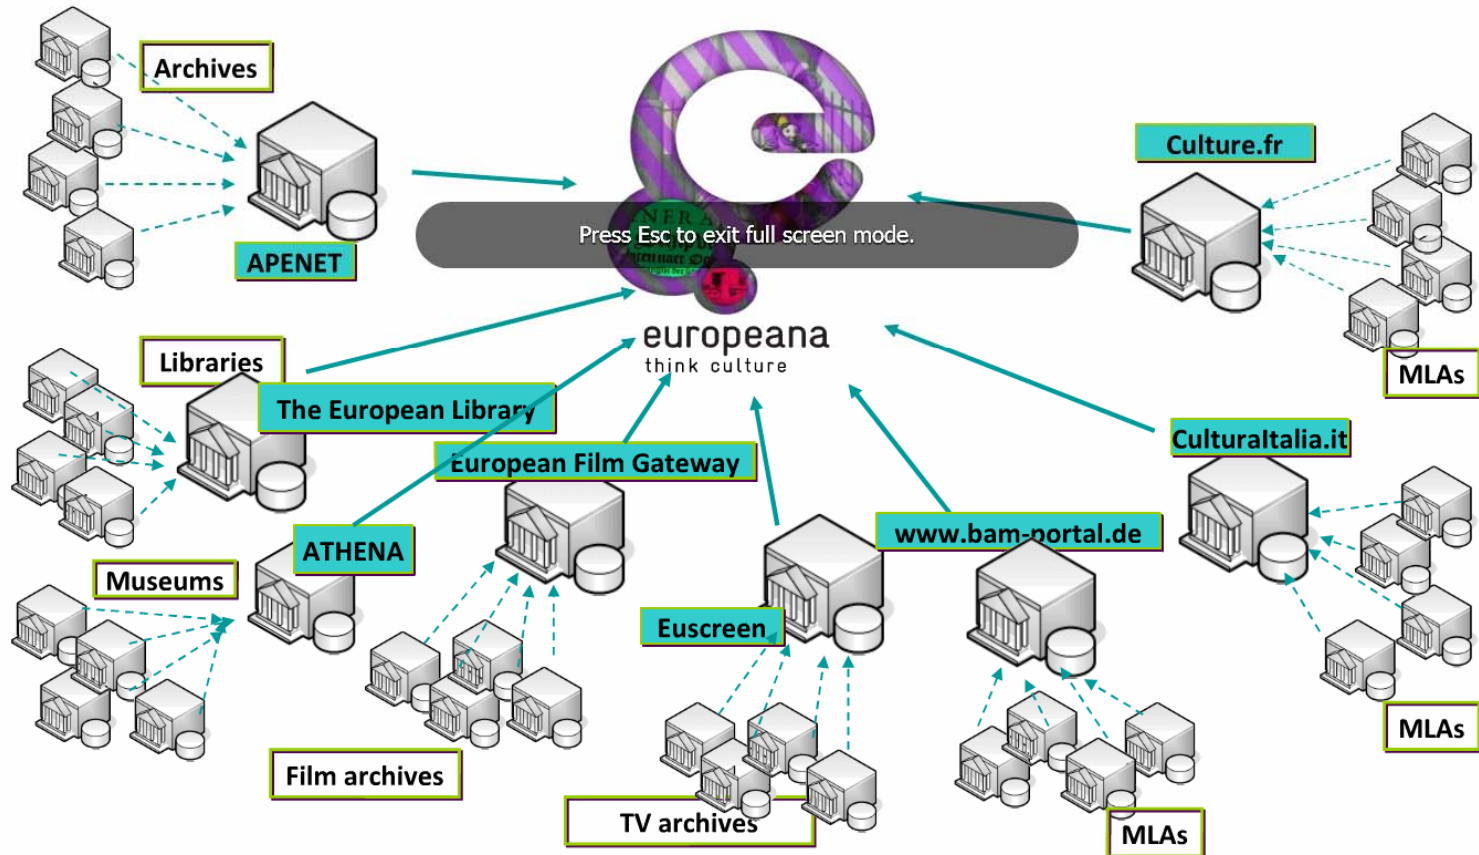 Archives
Culture.fr
Press Esc to exit full screen mode.
APENET
europeana
think culture
Libraries
MLAs
The European Library
CulturaItalia.it
European Film Gateway
www.bam-portal.de
ATHENA
Museums
Euscreen
MLAs
Film archives
TV archives
MLAs